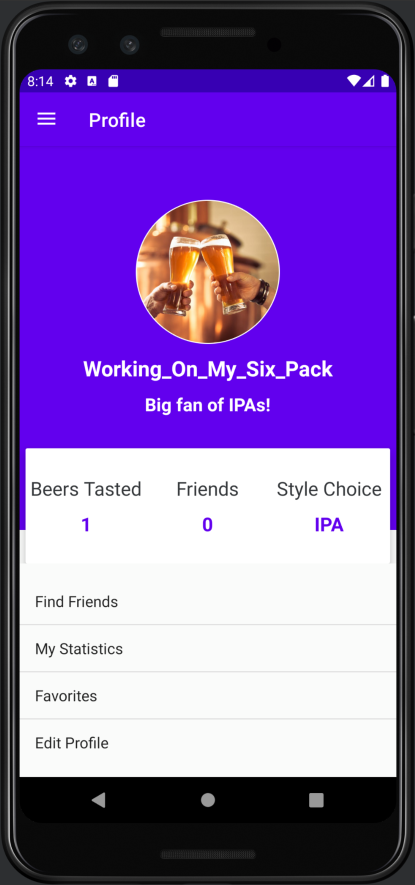 8:14
Profile
Working_On_My_Six_Pack
Big fan of IPAs!
Beers Tasted Friends Style Choice
1 0 IPA
Find Friends
My Statistics
Favorites
Edit Profile